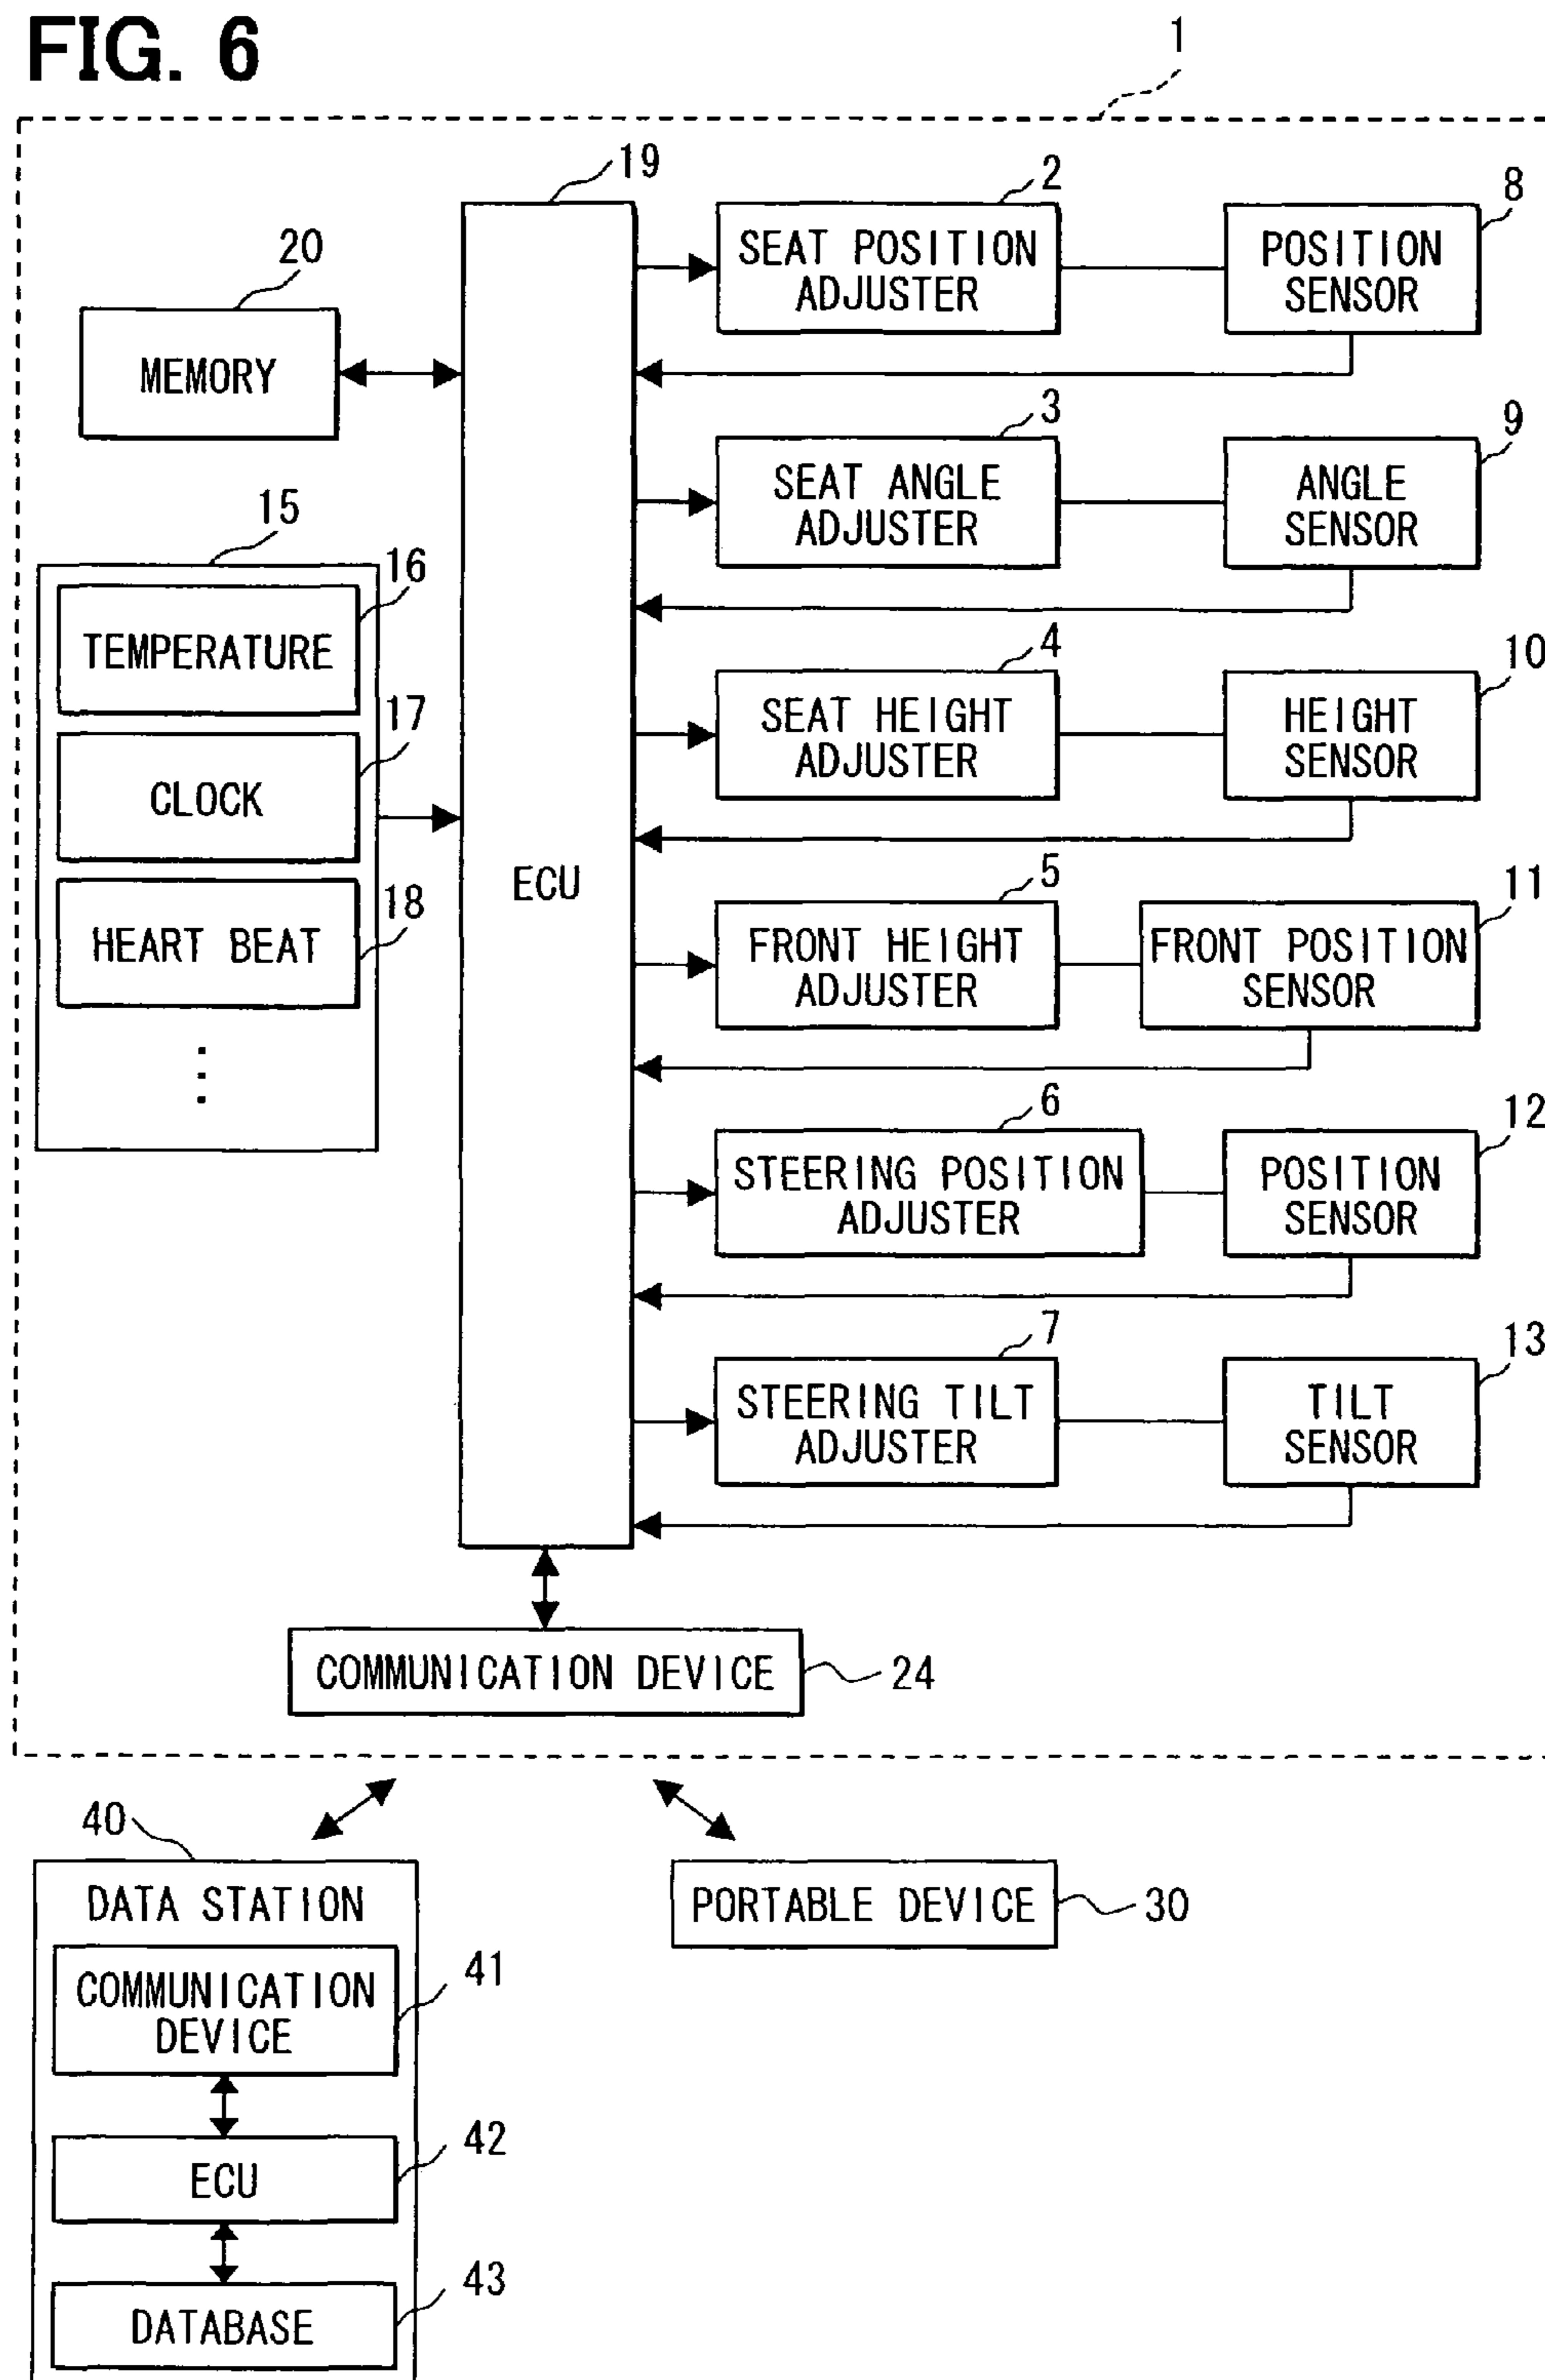 FIG. 6
1
19
2
8
SEAT POSITION
ADJUSTER
POSITION
SENSOR
20
MEMORY
3
9
SEAT ANGLE
ADJUSTER
ANGLE
SENSOR
15
16
TEMPERATURE
4
10
SEAT HEIGHT
ADJUSTER
HEIGHT
SENSOR
17
CLOCK
ECU
5
11
FRONT HEIGHT
ADJUSTER
FRONT POSITION
SENSOR
18
HEART BEAT
6
12
STEERING POSITION
ADJUSTER
POSITION
SENSOR
7
13
STEERING TILT
ADJUSTER
TILT
SENSOR
COMMUNICATION DEVICE
24
40
DATA STATION
PORTABLE DEVICE
30
COMMUNICATION
DEVICE
41
ECU
42
DATABASE
43